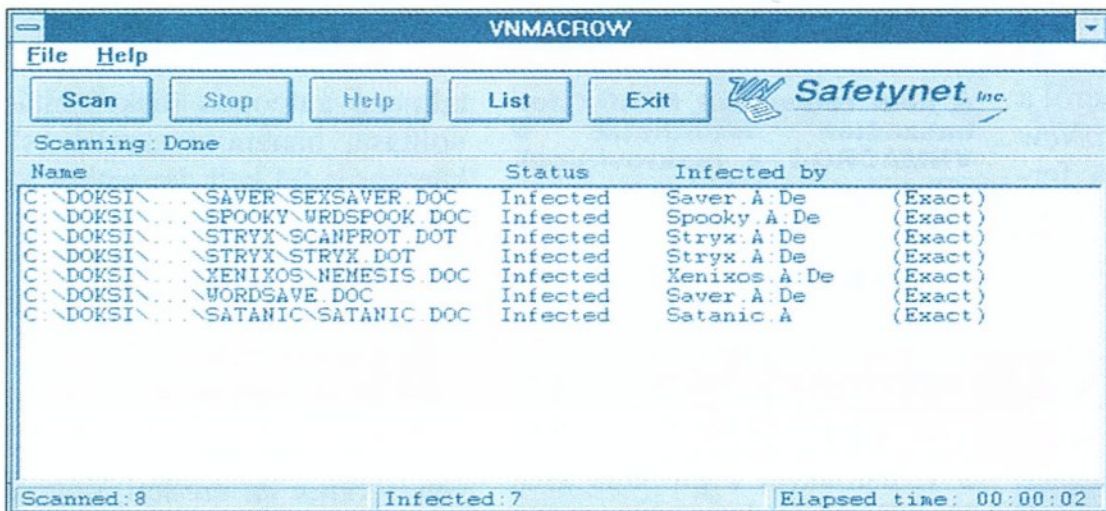 VNMACROW
File Help
Scan Stop Help List Exit Safetynet, Inc.
Scanning: Done
Name Status Infected by
C:\DOKSI\...\SAVER\SEXSAVER.DOC Infected Saver.A:De (Exact)
C:\DOKSI\...\SPOOKY\WRDSPOOK.DOC Infected Spooky.A:De (Exact)
C:\DOKSI\...\STRYX\SCANPROT.DOT Infected Stryx.A:De (Exact)
C:\DOKSI\...\STRYX\STRYX.DOT Infected Stryx.A:De (Exact)
C:\DOKSI\...\XENIXOS\NEMESIS.DOC Infected Xenixos.A:De (Exact)
C:\DOKSI\...\WORDSAVE.DOC Infected Saver.A:De (Exact)
C:\DOKSI\...\SATANIC\SATANIC.DOC Infected Satanic.A (Exact)
Scanned:8 Infected:7 Elapsed time: 00:00:02